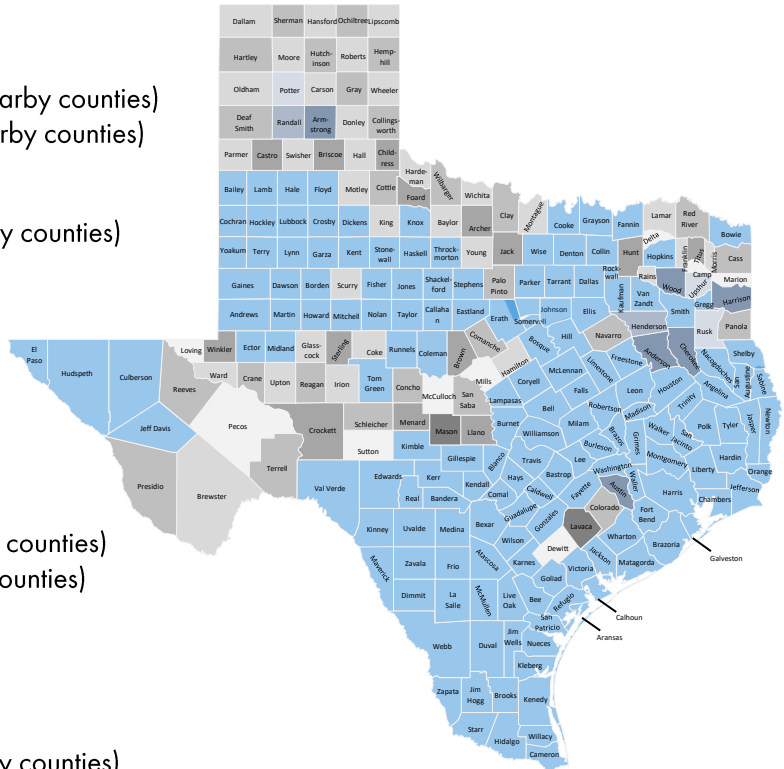 Dallam Sherman Hansford Ochiltree Lipscomb
Hartley Moore Hutch-
inson Roberts Hemp-
hill
Oldham Potter Carson Gray Wheeler
arby counties)
Deaf
Smith Randall Arm-
strong Donley Collings-
worth
rby counties)
Parmer Castro Swisher Briscoe Hall Child-
ress
Harde-
man
Bailey Lamb Hale Floyd Motley Cottle Foard Wilbarger Wichita
Clay Montague Cooke Grayson Fannin Lamar Red
River Bowie
y counties)
Cochran Hockley Lubbock Crosby Dickens King Knox Baylor Archer
Delta Franklin Titus Morris Cass
Yoakum Terry Lynn Garza Kent Stone-
wall Haskell Throck-
morton Young Jack Wise Denton Collin Hunt Hopkins
Rock-
wall Rains Wood Camp Upshur Marion
Gaines Dawson Borden Scurry Fisher Jones Shackel-
ford Stephens Palo
Pinto Parker Tarrant Dallas Kaufman Van
Zandt Smith Gregg Harrison
Andrews Martin Howard Mitchell Nolan Taylor Callaha
n Eastland Erath Somervell Johnson Ellis Henderson Rusk Panola
El
Paso Hudspeth Culberson Loving Winkler Ector Midland Glass-
cock Sterling Coke Runnels Coleman Brown Comanche Bosque Hill Navarro Anderson Cherokee Nacogdoches Shelby
Reeves Ward Crane Upton Reagan Irion Tom
Green Concho McCulloch Mills Hamilton Coryell McLennan Limestone Freestone Leon Houston Angelina San
Augustine Sabine
San
Saba Lampasas Bell Falls Robertson Madison Trinity Polk Tyler Jasper Newton
Jeff Davis Pecos Crockett Schleicher Menard Mason Llano Burnet Williamson Milam Brazos Grimes Walker San
Jacinto
Sutton Kimble Gillespie Blanco Travis Lee Burleson Washington Montgomery Liberty Hardin
Presidio Brewster Terrell Val Verde Edwards Kerr Kendall Hays Bastrop Fayette Austin Waller Harris Orange
Jefferson
Chambers
Real Bandera Comal Caldwell Guadalupe Gonzales Lavaca Colorado Fort
Bend
Kinney Uvalde Medina Bexar Wilson Dewitt Wharton Brazoria
counties)
Galveston
ounties)
Maverick Zavala Frio Atascosa Karnes Goliad Victoria Jackson Matagorda
Dimmit La
Salle McMullen Live
Oak Bee Refugio
Calhoun
San
Patricio
Aransas
Webb Duval Jim
Wells Nueces
Kleberg
Zapata Jim
Hogg Brooks Kenedy
Starr Hidalgo Willacy
Cameron
y counties)